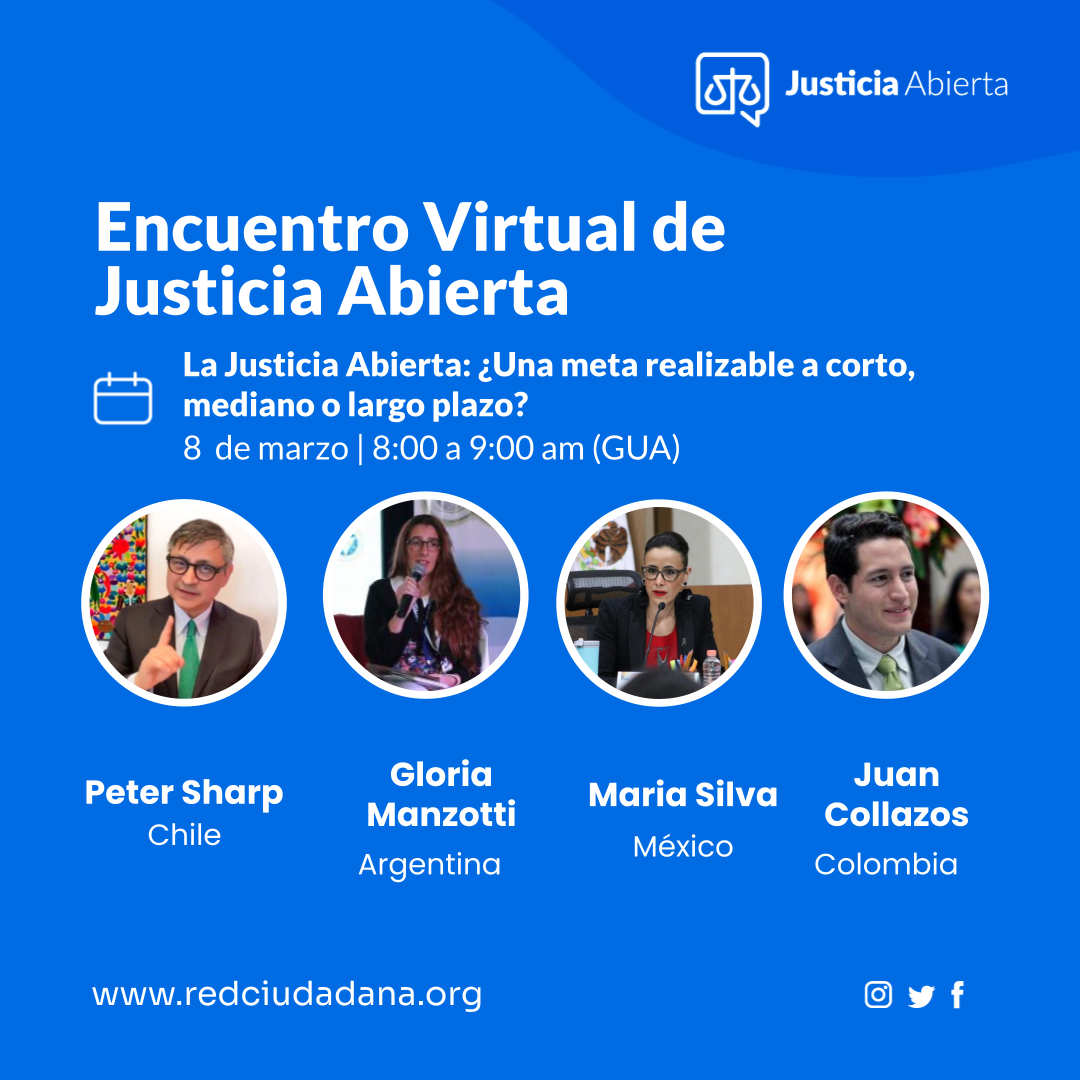 Justicia Abierta
Encuentro Virtual de
Justicia Abierta
La Justicia Abierta: ¿Una meta realizable a corto,
mediano o largo plazo?
8 de marzo | 8:00 a 9:00 am (GUA)
Peter Sharp
Chile
Gloria
Manzotti
Argentina
Maria Silva
México
Juan
Collazos
Colombia
www.redciudadana.org